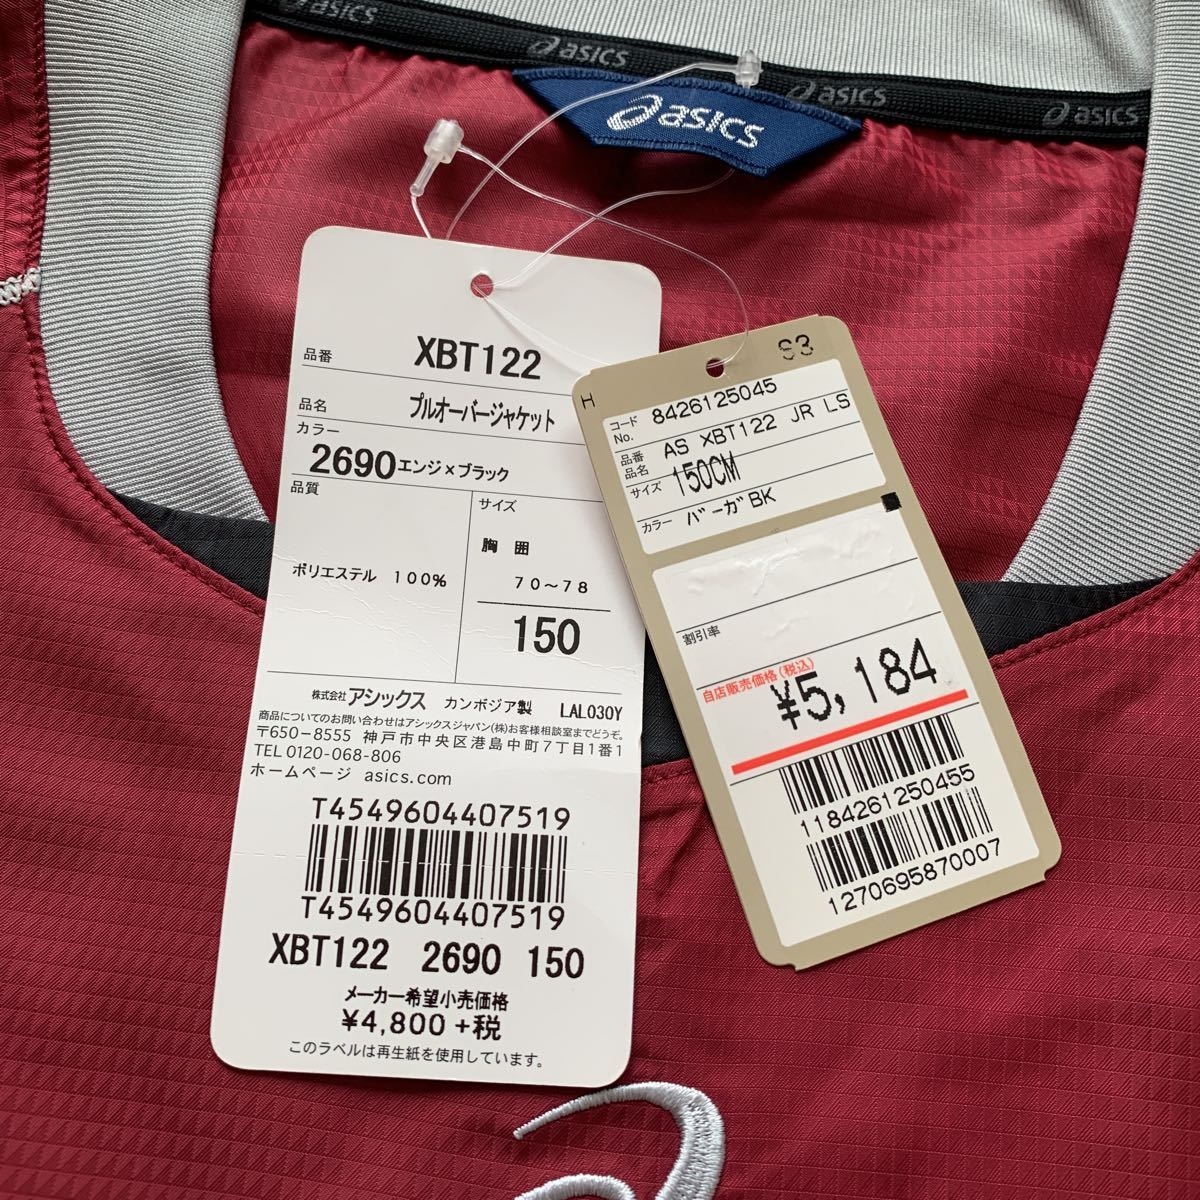 asics
asics
asics
asics
asics
品番 XBT122
品名 プルオーバージャケット
カラー
2690 エンジ×ブラック
品質
ポリエステル 100%
サイズ
胸 囲
70～78
150
株式会社 アシックス カンボジア製 LAL030Y
商品についてのお問い合わせはアシックスジャパン(株)お客様相談室までどうぞ。
〒650-8555 神戸市中央区港島中町7丁目1番1
TEL 0120-068-806
ホームページ asics.com
T4549604407519
T4549604407519
XBT122 2690 150
メーカー希望小売価格
¥4,800 +税
このラベルは再生紙を使用しています。
S3
H
コード No. 8426125045
品番 品名 AS XBT122 JR LS
サイズ 150CM
カラー バーガBK
割引率
自店販売価格(税込)
¥5,184
1184261250455
1270695870007